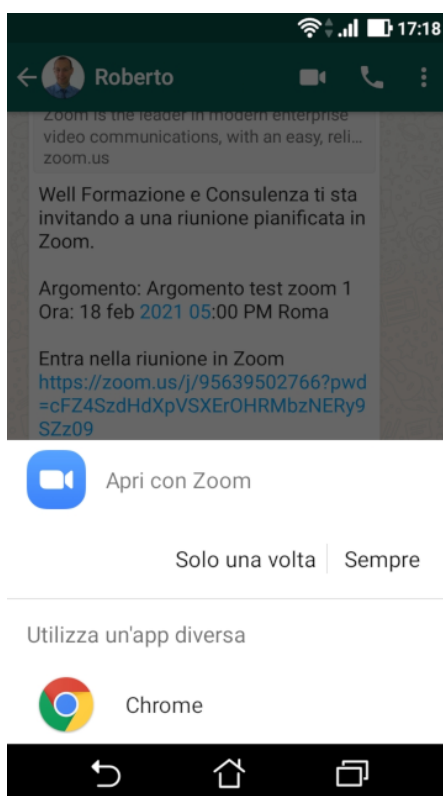 17:18
Roberto
Zoom is the leader in modern enterprise
video communications, with an easy, reli...
zoom.us
Well Formazione e Consulenza ti sta
invitando a una riunione pianificata in
Zoom.
Argomento: Argomento test zoom 1
Ora: 18 feb 2021 05:00 PM Roma
Entra nella riunione in Zoom
https://zoom.us/j/95639502766?pwd
=cFZ4SzdHdXpVSXErOHRMbzNERy9
SZz09
Apri con Zoom
Solo una volta
Sempre
Utilizza un'app diversa
Chrome